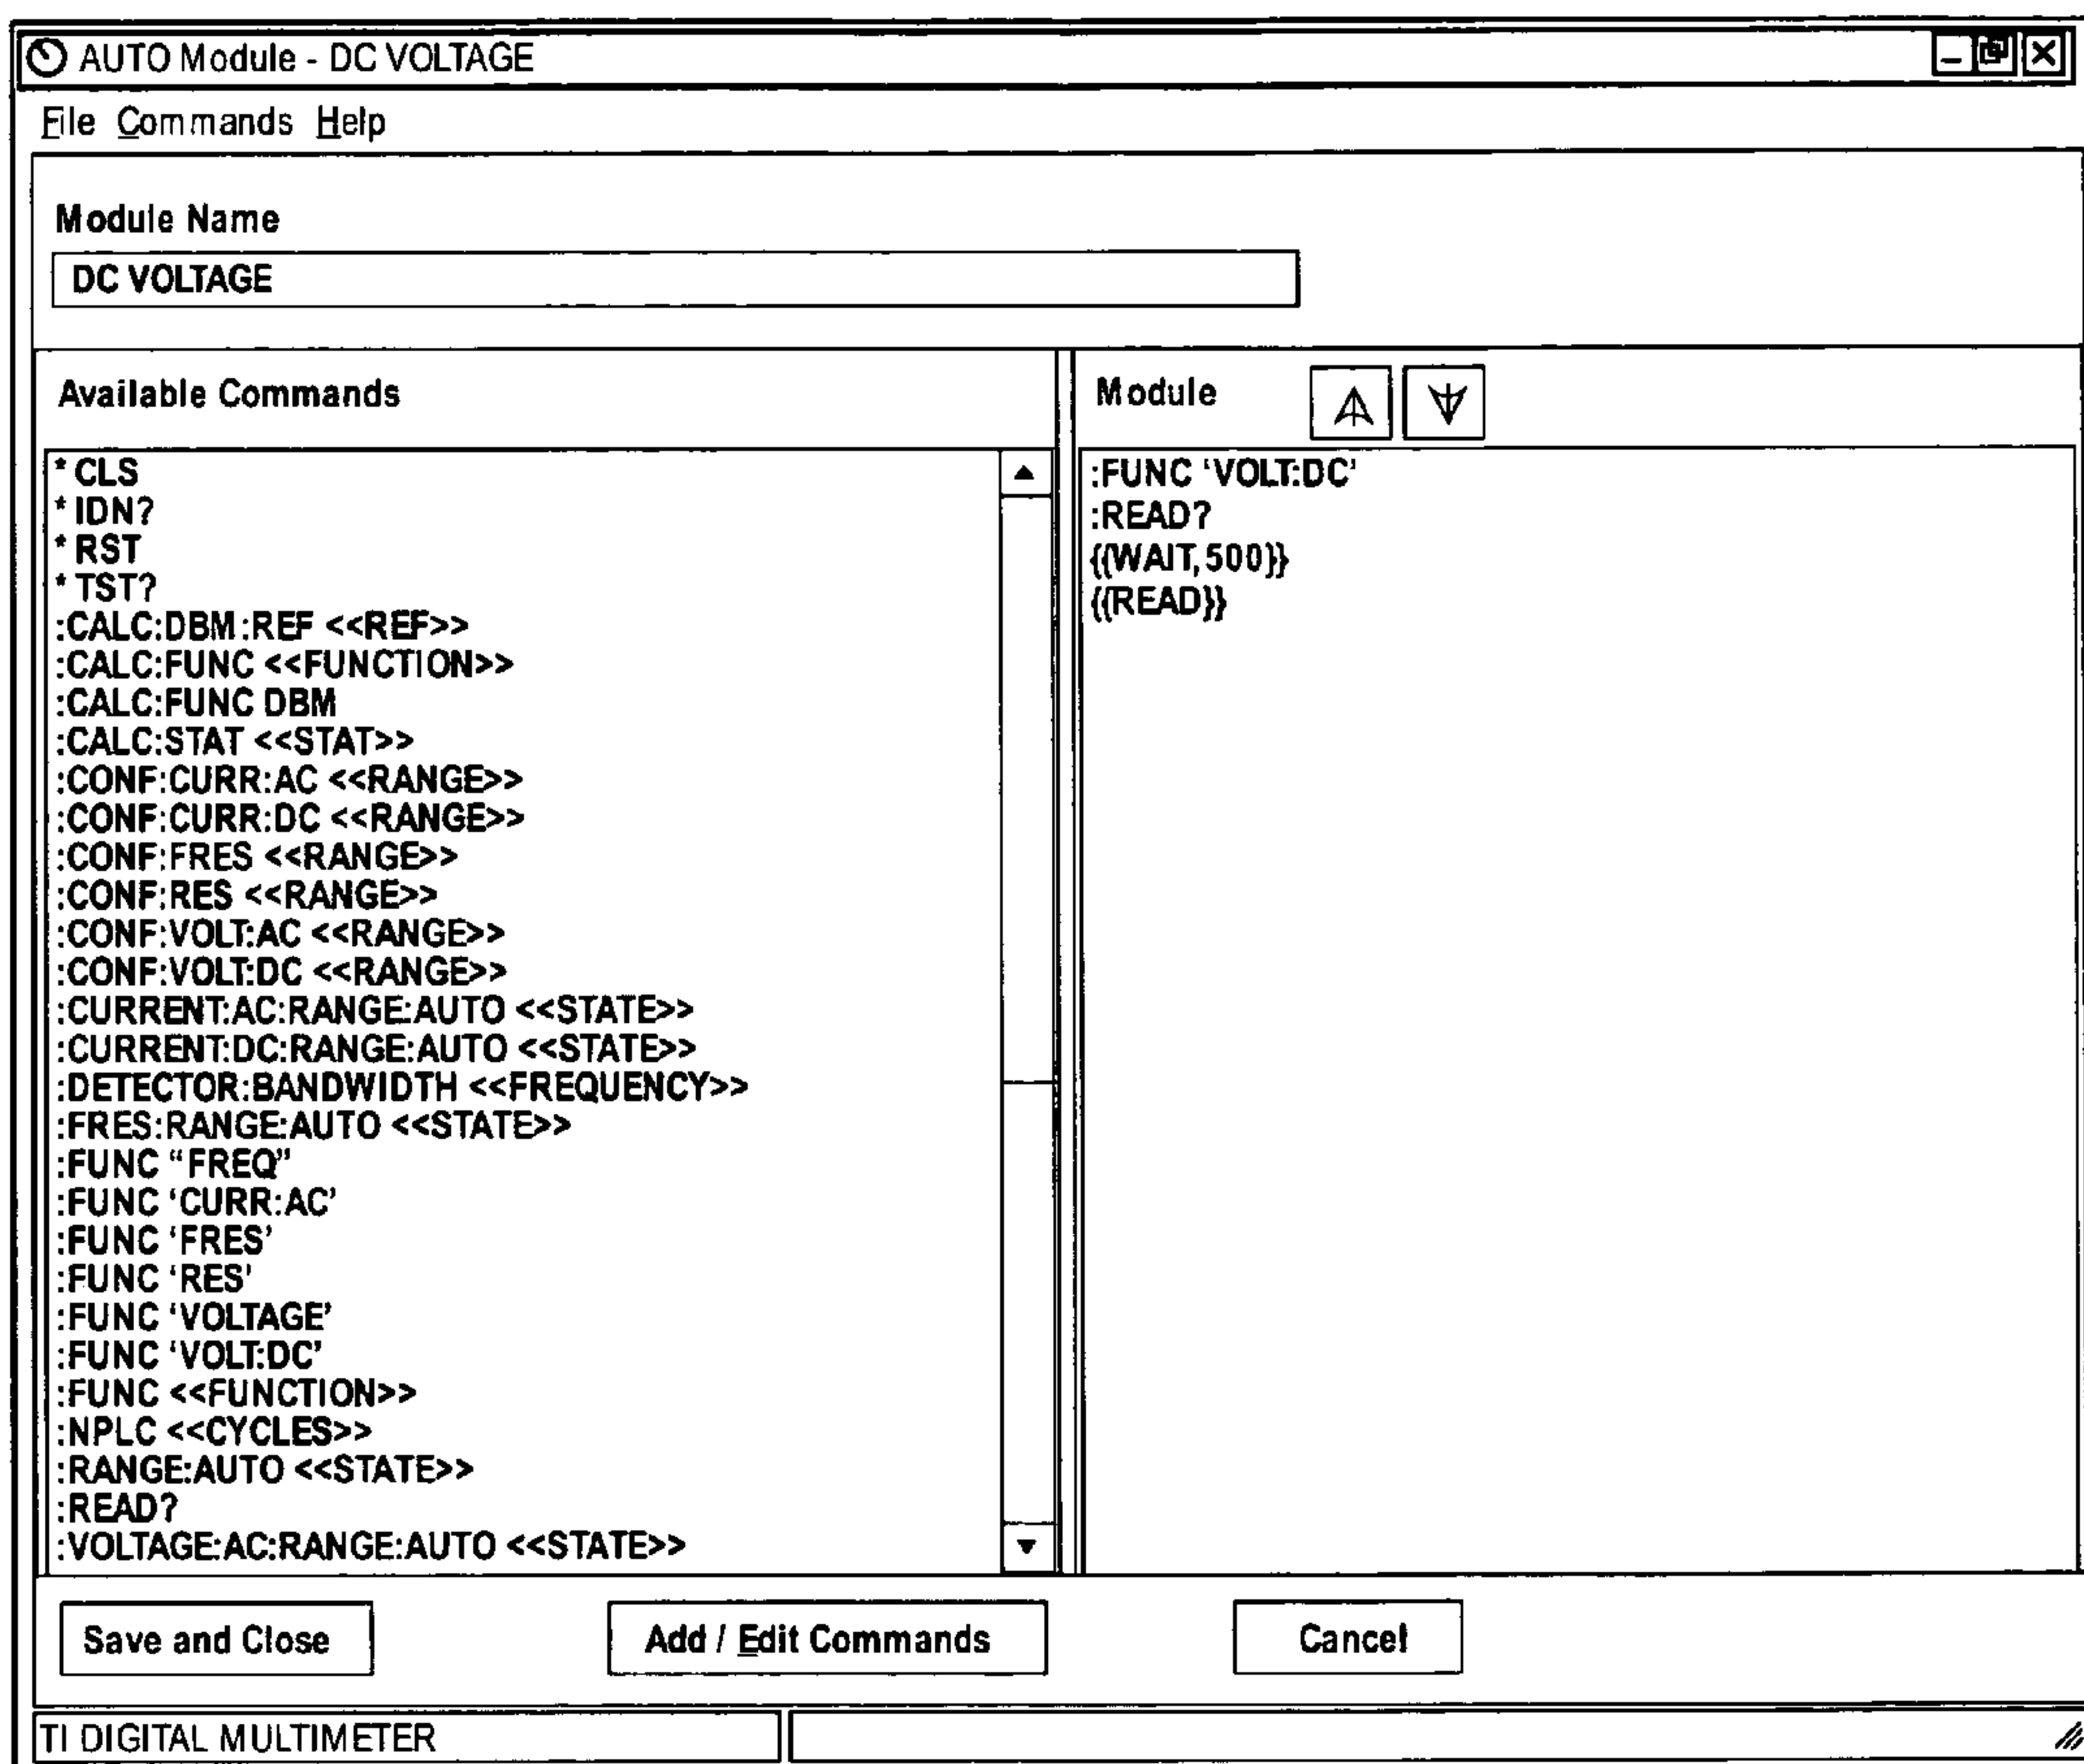 AUTO Module - DC VOLTAGE
File Commands Help
Module Name
DC VOLTAGE
Available Commands
* CLS
* IDN?
* RST
* TST?
:CALC:DBM:REF <<REF>>
:CALC:FUNC <<FUNCTION>>
:CALC:FUNC DBM
:CALC:STAT <<STAT>>
:CONF:CURR:AC <<RANGE>>
:CONF:CURR:DC <<RANGE>>
:CONF:FRES <<RANGE>>
:CONF:RES <<RANGE>>
:CONF:VOLT:AC <<RANGE>>
:CONF:VOLT:DC <<RANGE>>
:CURRENT:AC:RANGE:AUTO <<STATE>>
:CURRENT:DC:RANGE:AUTO <<STATE>>
:DETECTOR:BANDWIDTH <<FREQUENCY>>
:FRES:RANGE:AUTO <<STATE>>
:FUNC “FREQ”
:FUNC ‘CURR:AC’
:FUNC ‘FRES’
:FUNC ‘RES’
:FUNC ‘VOLTAGE’
:FUNC ‘VOLT:DC’
:FUNC <<FUNCTION>>
:NPLC <<CYCLES>>
:RANGE:AUTO <<STATE>>
:READ?
:VOLTAGE:AC:RANGE:AUTO <<STATE>>
Module
:FUNC ‘VOLT:DC’
:READ?
{{WAIT,500}}
{{READ}}
Save and Close
Add / Edit Commands
Cancel
TI DIGITAL MULTIMETER